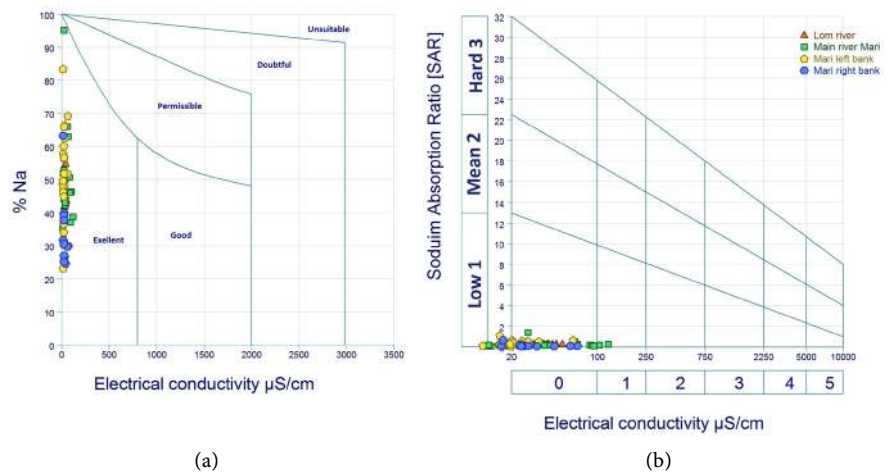 100
90
80
70
60
50
40
30
20
10
0
% Na
Unsuitable
Doubtful
Permissible
Exellent
Good
0
500
1000
1500
2000
2500
3000
3500
Electrical conductivity µS/cm
(a)
Soduim Absorption Ratio [SAR]
Hard 3
Mean 2
Low 1
32
30
28
26
24
22
20
18
16
14
12
10
8
6
4
2
Lom river
Main river Mari
Mari left bank
Mari right bank
20
100
250
750
2250
5000
10000
0
1
2
3
4
5
Electrical conductivity µS/cm
(b)